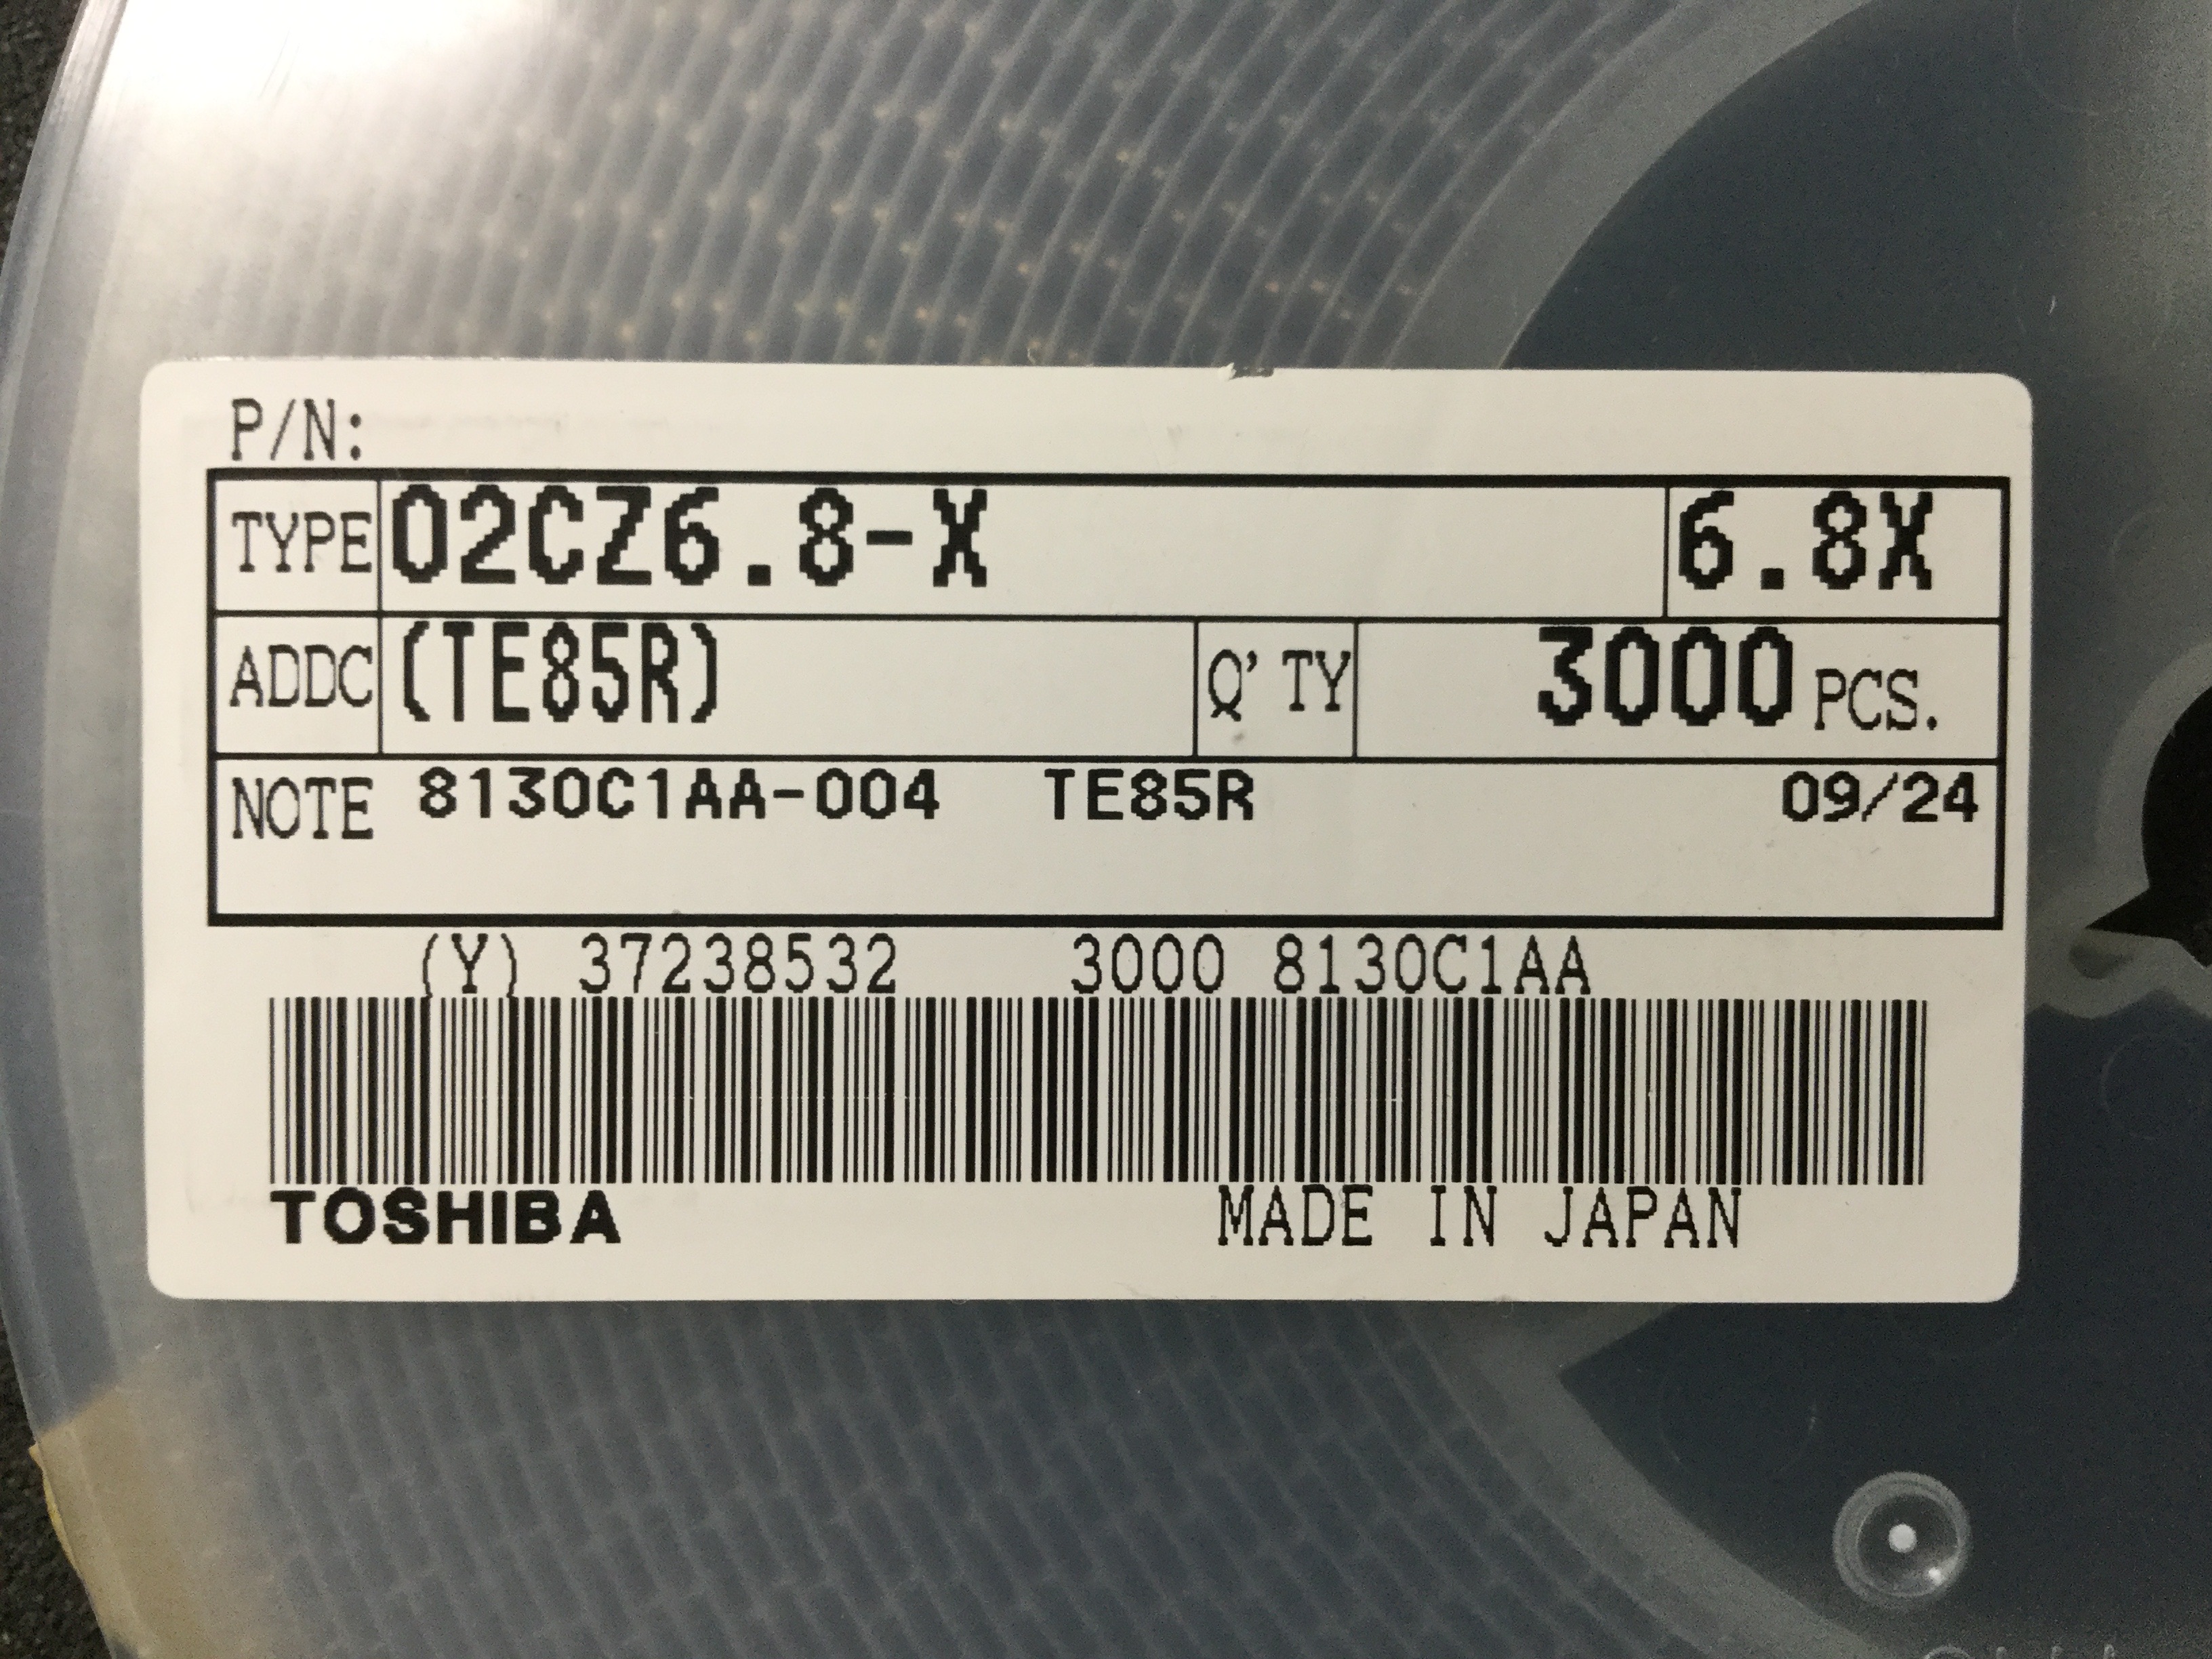 P/N:
TYPE 02CZ6.8-X 6.8X
ADDC (TE85R) Q'TY 3000 PCS.
NOTE 8130C1AA-004 TE85R 09/24
(Y) 37238532 3000 8130C1AA
TOSHIBA MADE IN JAPAN